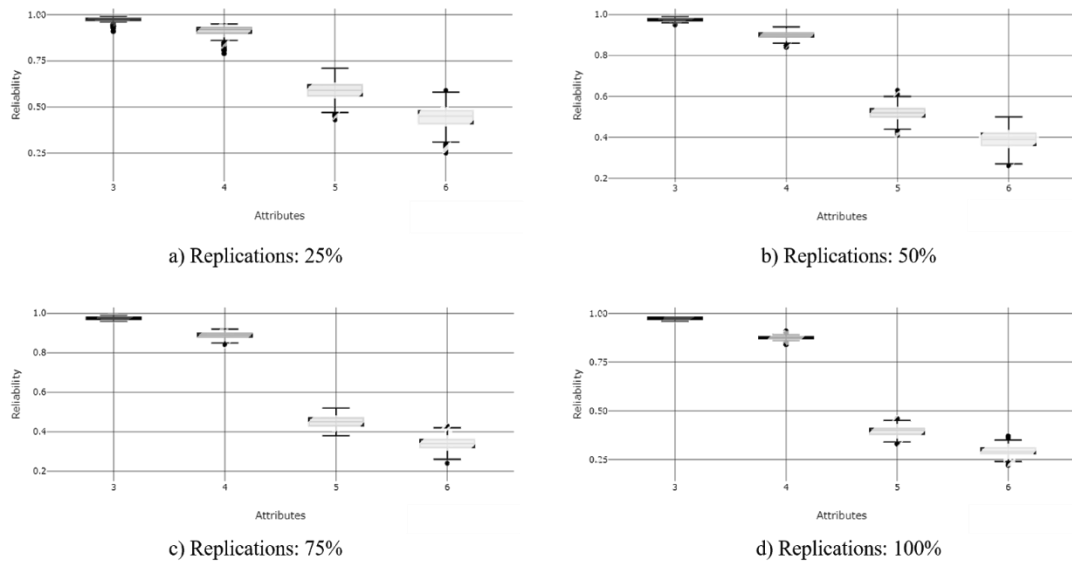 1.00
0.75
0.50
0.25
Reliability
3 4 5 6
Attributes
a) Replications: 25%
1.0
0.8
0.6
0.4
0.2
Reliability
3 4 5 6
Attributes
b) Replications: 50%
1.0
0.8
0.6
0.4
0.2
Reliability
3 4 5 6
Attributes
c) Replications: 75%
1.00
0.75
0.50
0.25
Reliability
3 4 5 6
Attributes
d) Replications: 100%